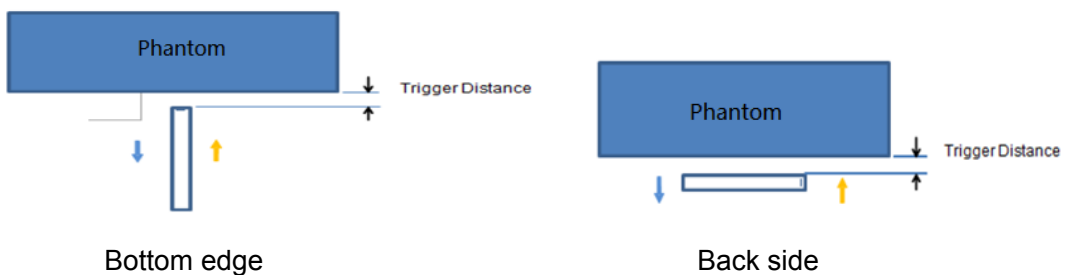 Phantom
Trigger Distance
Bottom edge
Phantom
Trigger Distance
Back side